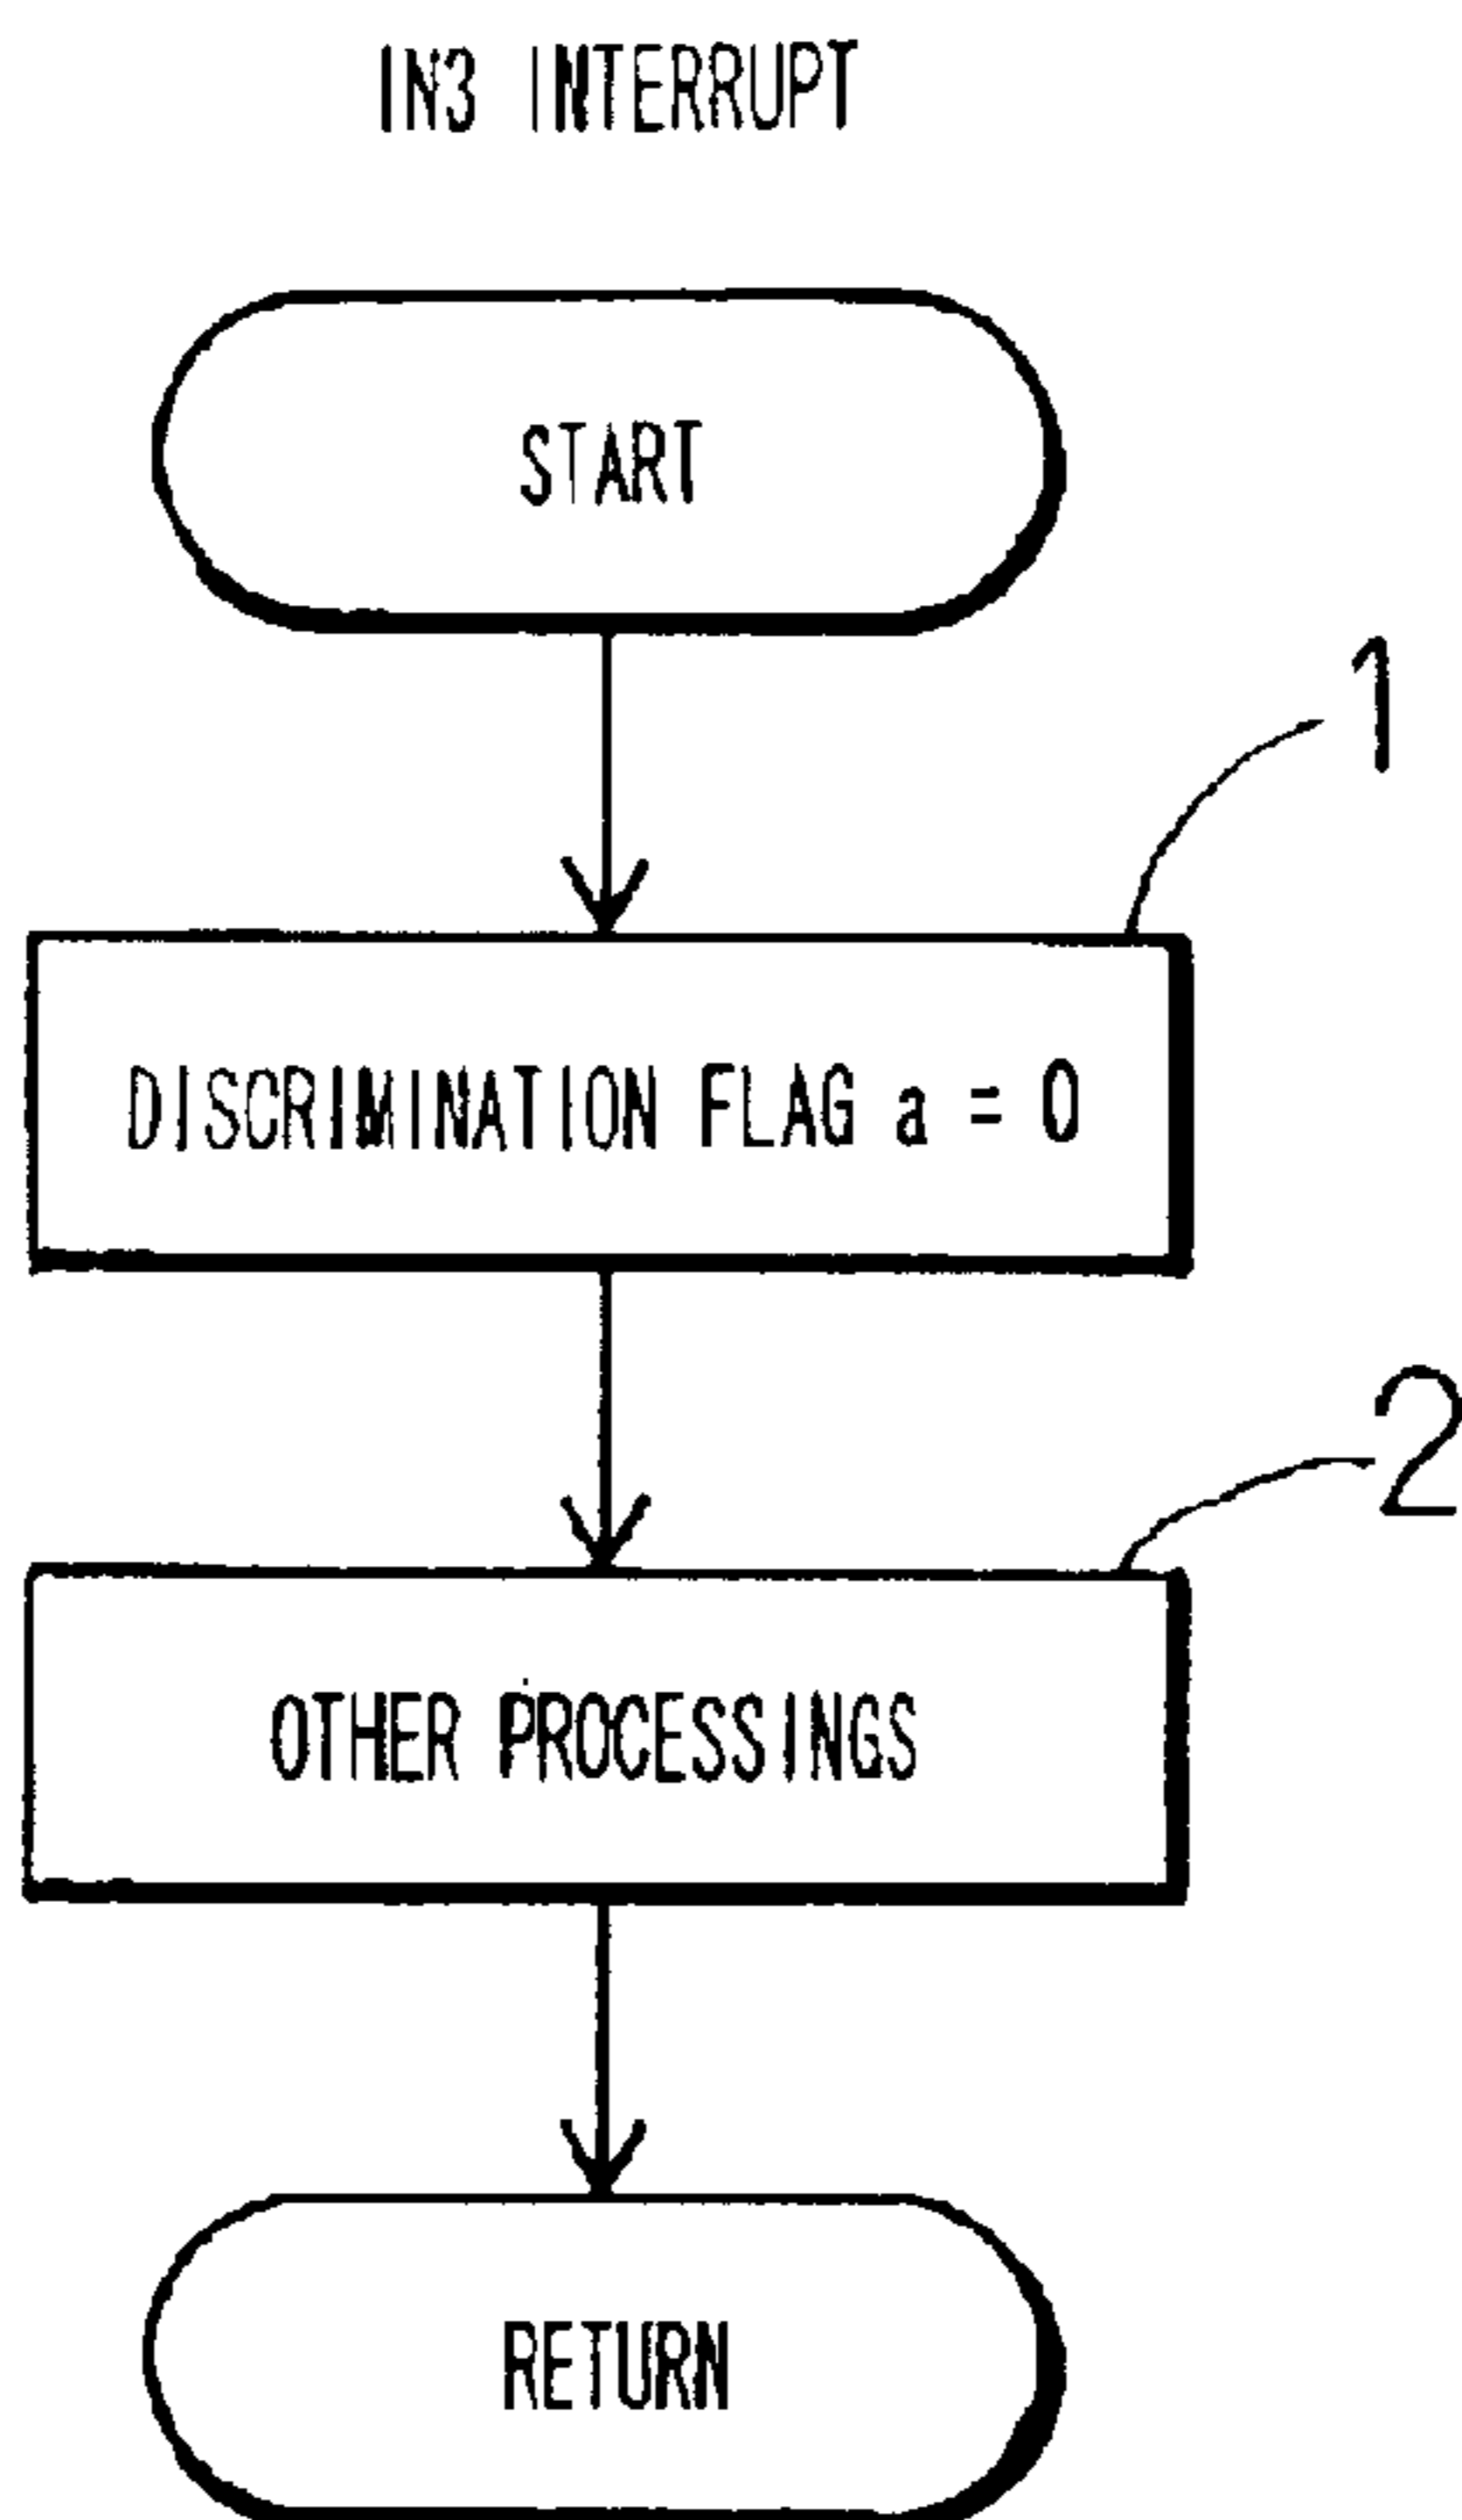 IN3 INTERRUPT
START
1
DISCRIMINATION FLAG a = 0
2
OTHER PROCESSINGS
RETURN